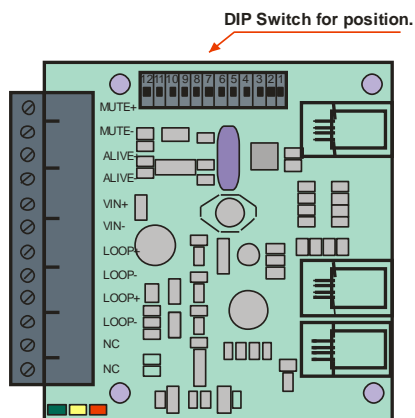 DIP Switch for position.
12 11 10 9 8 7 6 5 4 3 2 1
MUTE+
MUTE-
ALIVE+
ALIVE-
VIN+
VIN-
LOOP+
LOOP-
LOOP+
LOOP-
NC
NC